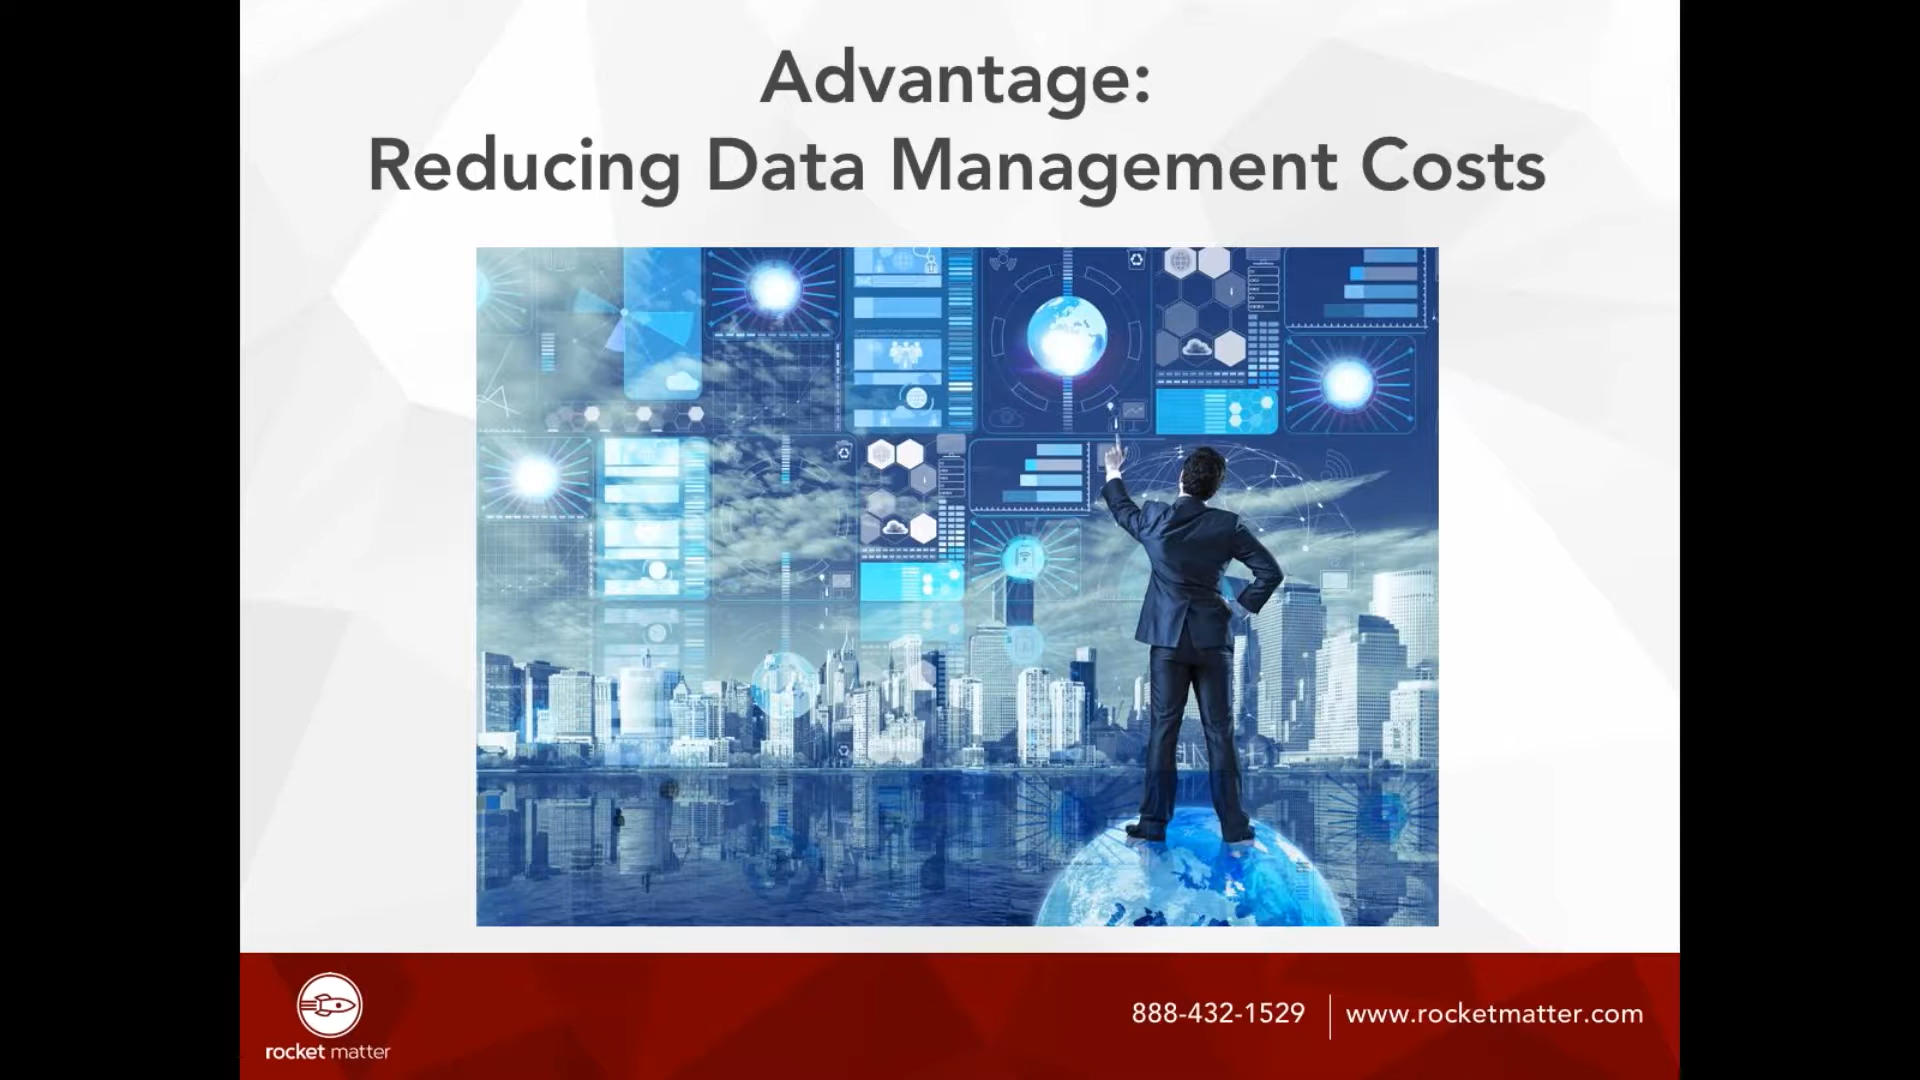 Advantage:
Reducing Data Management Costs
rocket matter
888-432-1529
www.rocketmatter.com